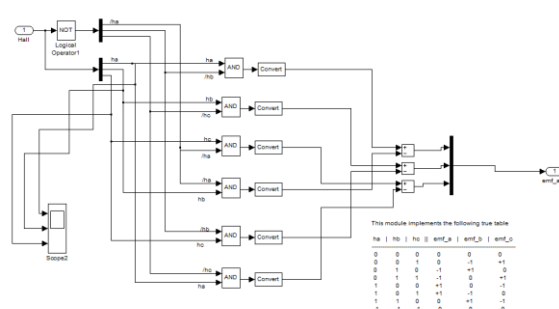 1
Hall
NOT
Logical
Operator1
/ha
ha
ha
/hb
AND
Convert
hb
/hc
AND
Convert
hc
/ha
AND
Convert
/ha
hb
AND
Convert
/hb
hc
AND
Convert
/hc
ha
AND
Convert
Scope2
1
This module implements the following true table
ha | hb | hc || emf_a | emf_b | emf_c
0 0 0 0 0 0
0 0 1 0 -1 +1
0 1 0 -1 +1 0
0 1 1 -1 0 +1
1 0 0 +1 0 -1
1 0 1 +1 -1 0
1 1 0 0 +1 -1